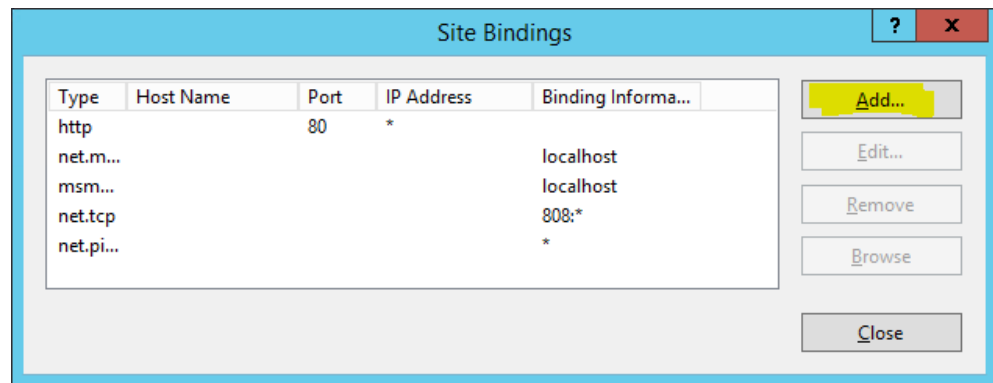 Site Bindings
?
x
Type Host Name Port IP Address Binding Informa...
http 80 *
net.m... localhost
msm... localhost
net.tcp 808:*
net.pi... *
Add...
Edit...
Remove
Browse
Close